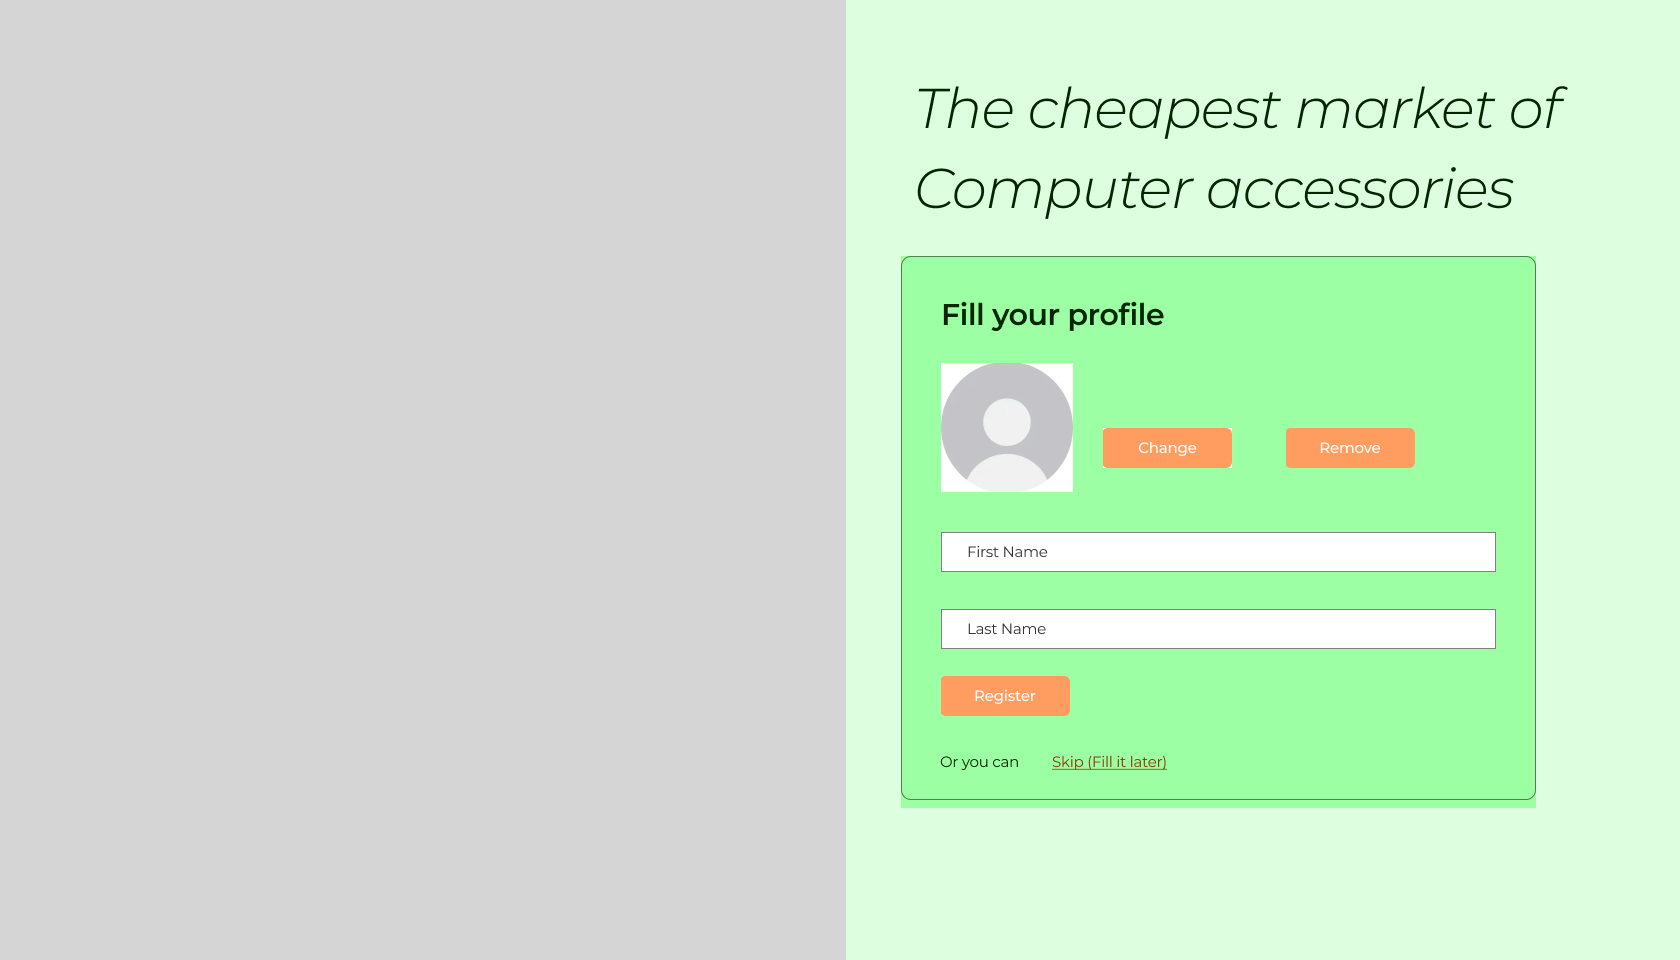 The cheapest market of
Computer accessories
Fill your profile
Change
Remove
First Name
Last Name
Register
Or you can Skip (Fill it later)